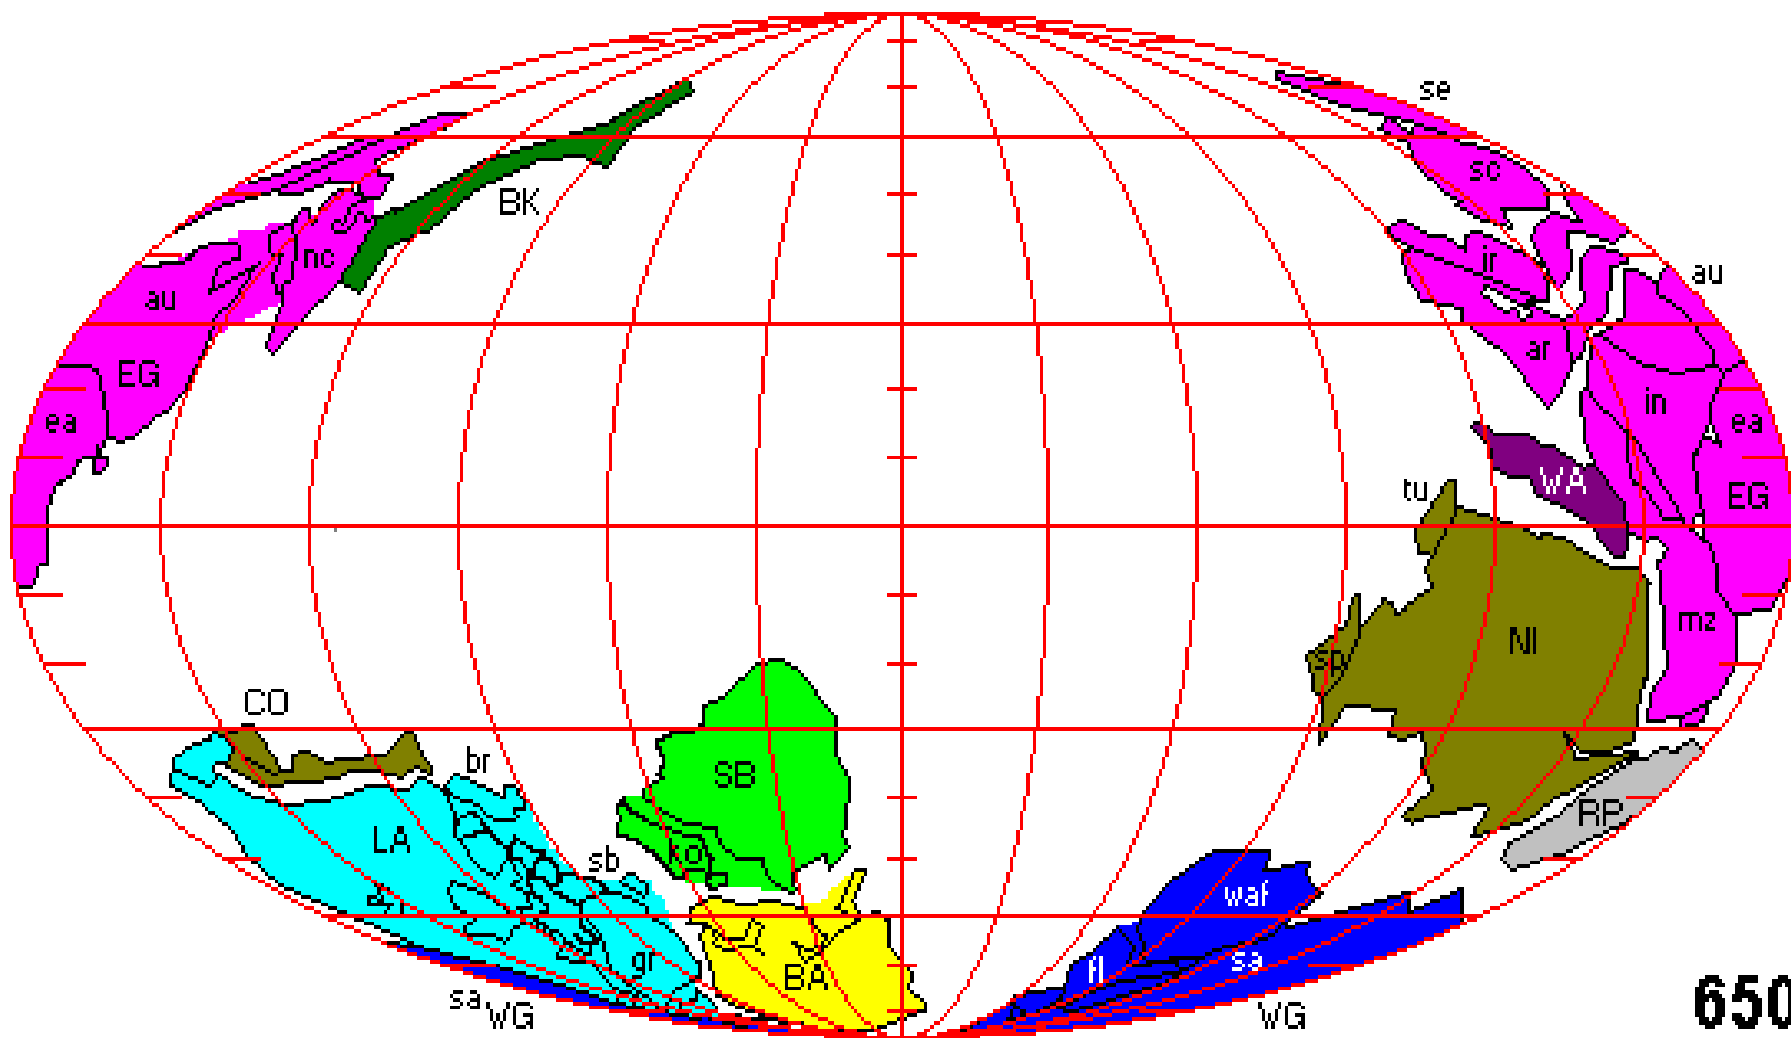 se
sc
BK
nc
ir
au
au
ar
EG
in
ea
ea
WA
tu
EG
mz
NI
sp
CO
br
SB
RP
LA
sb
waf
gr
BA
fl
sa
sa
WG
WG
650